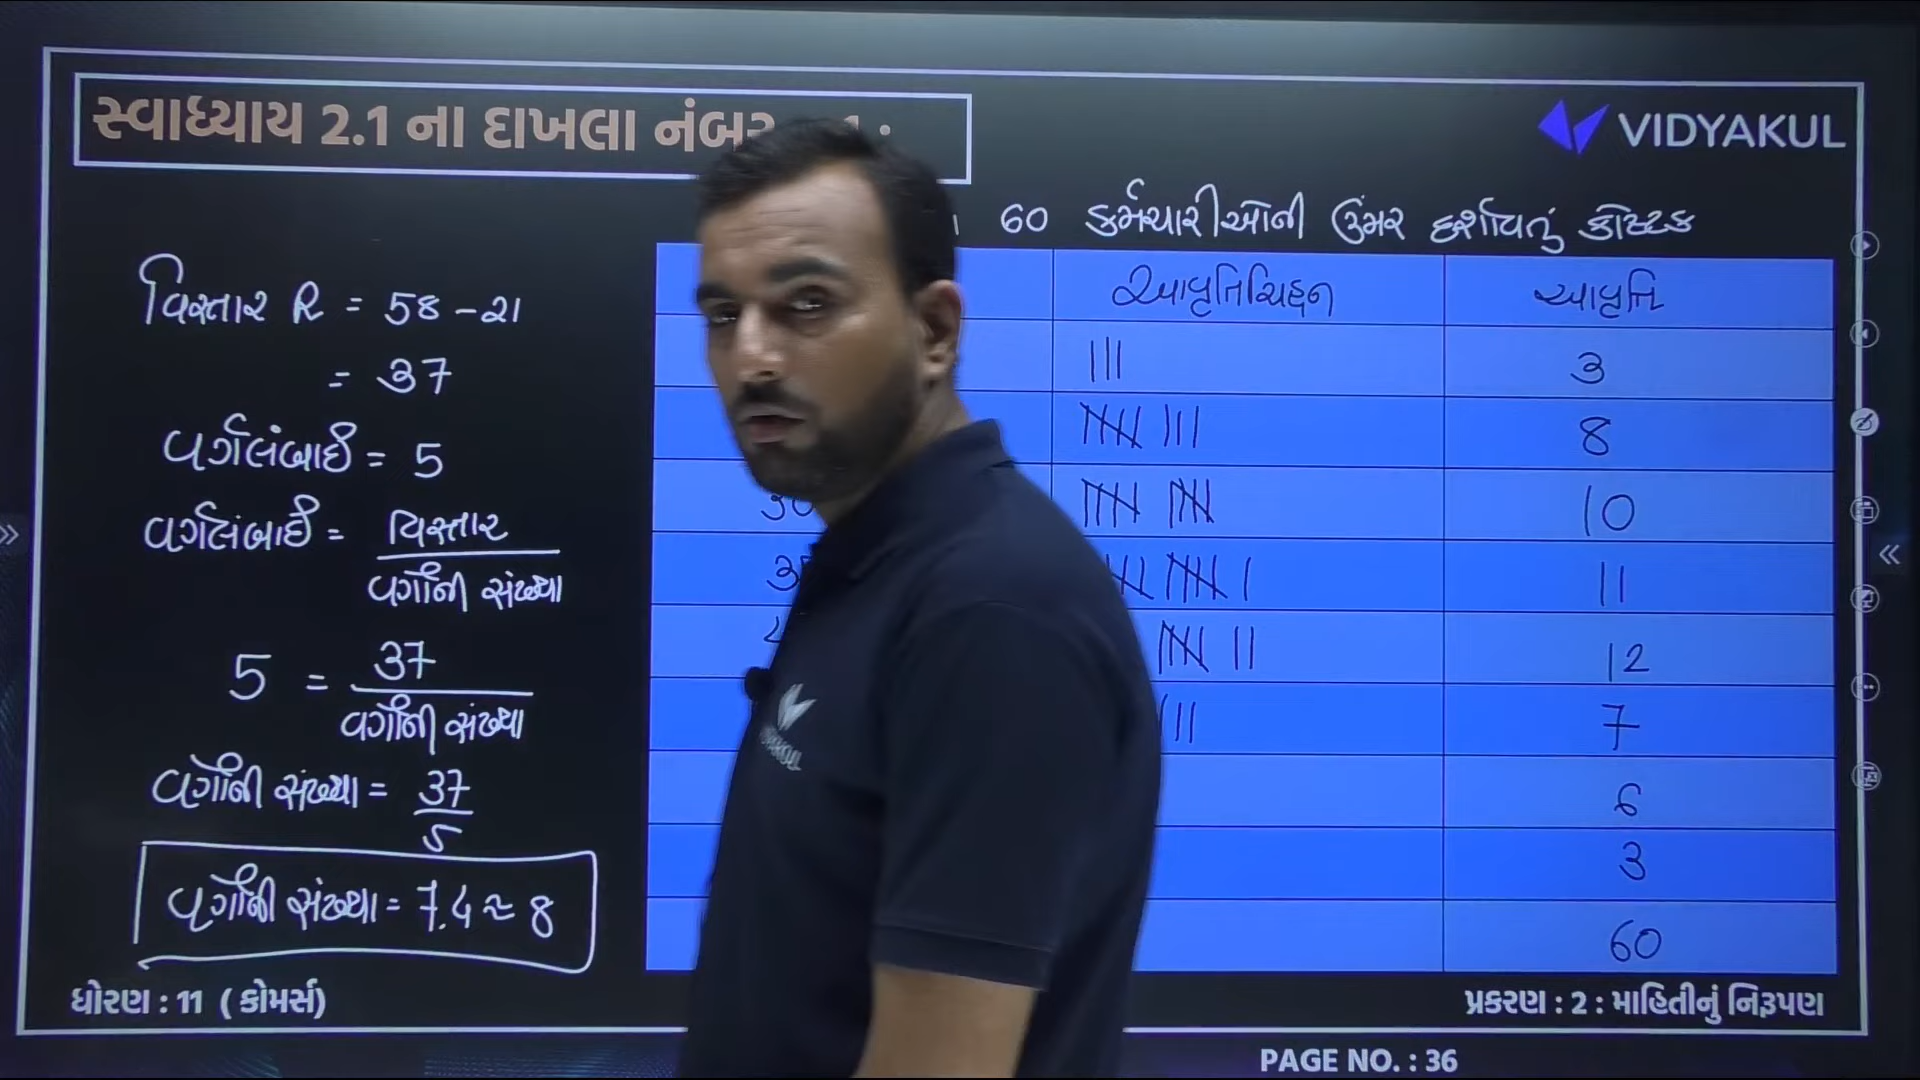 સ્વાધ્યાય 2.1 ના દાખલા નંબર
VIDYAKUL
60 કર્મચારીઓની ઉંમર દર્શાવતું કોષ્ટક
વિસ્તાર R = 58 - 21
= 37
વર્ગલંબાઈ = 5
વર્ગલંબાઈ = વિસ્તાર / વર્ગોની સંખ્યા
5 = 37 / વર્ગોની સંખ્યા
વર્ગોની સંખ્યા = 37 / 5
વર્ગોની સંખ્યા = 7.4 ≈ 8
આવૃત્તિચિહ્ન આવૃત્તિ
3
8
10
11
12
7
6
3
60
ધોરણ : 11 ( કોમર્સ)
પ્રકરણ : 2 : માહિતીનું નિરૂપણ
PAGE NO. : 36